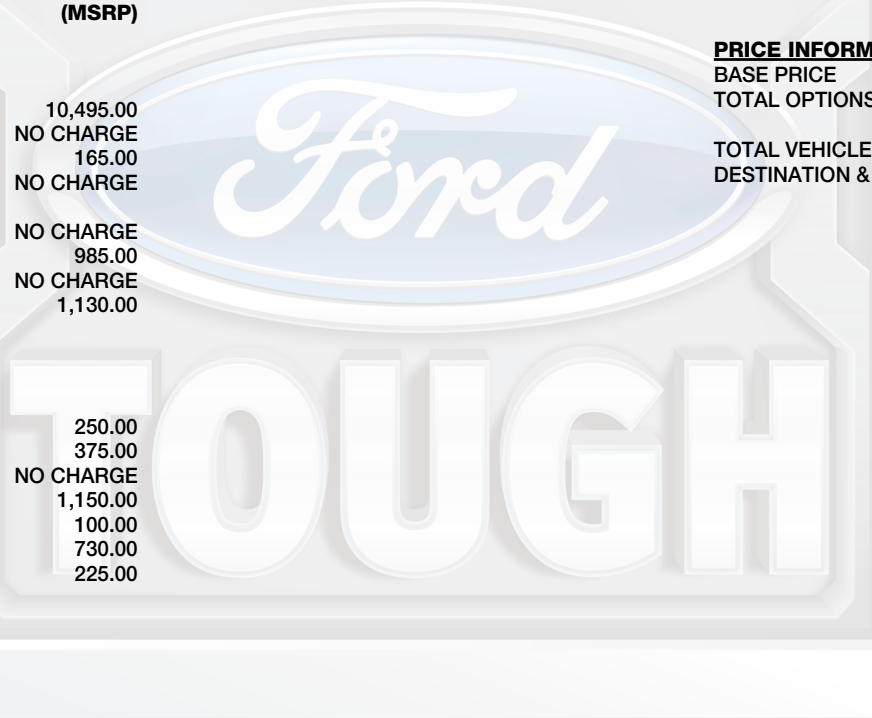 (MSRP)
10,495.00
NO CHARGE
165.00
NO CHARGE
NO CHARGE
985.00
NO CHARGE
1,130.00
250.00
375.00
NO CHARGE
1,150.00
100.00
730.00
225.00
PRICE INFORM
BASE PRICE
TOTAL OPTIONS
TOTAL VEHICLE
DESTINATION &
Ford
TOUGH